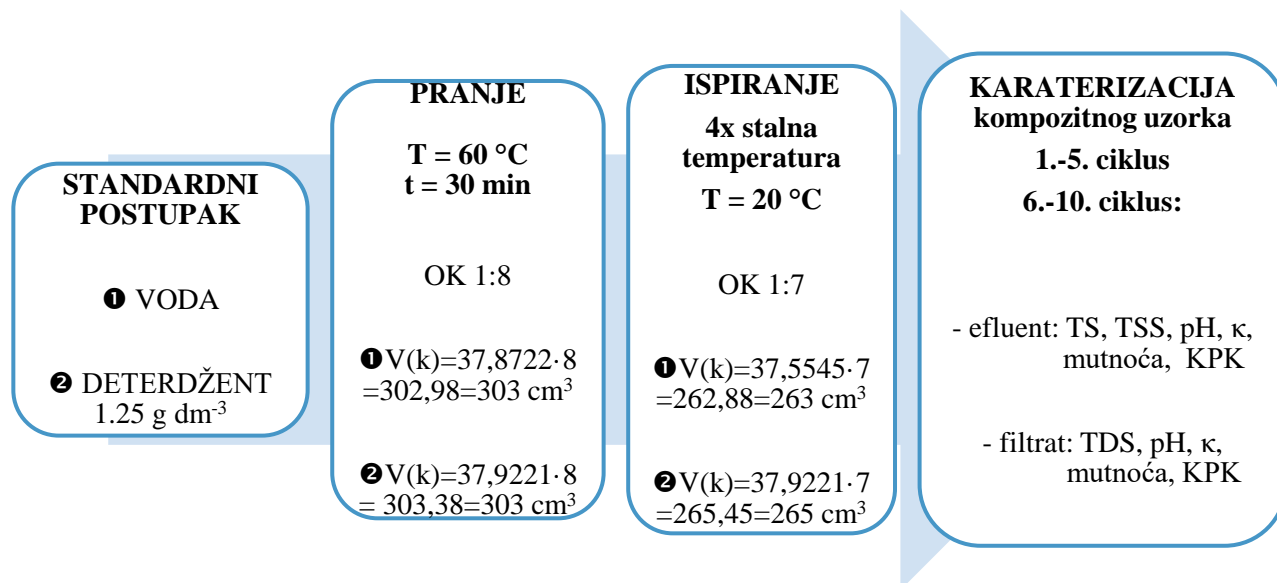 STANDARDNI
POSTUPAK
❶ VODA
❷ DETERDŽENT
1.25 g dm⁻³
PRANJE
T = 60 °C
t = 30 min
OK 1:8
❶V(k)=37,8722·8
=302,98=303 cm³
❷V(k)=37,9221·8
= 303,38=303 cm³
ISPIRANJE
4x stalna
temperatura
T = 20 °C
OK 1:7
❶V(k)=37,5545·7
=262,88=263 cm³
❷V(k)=37,9221·7
=265,45=265 cm³
KARATERIZACIJA
kompozitnog uzorka
1.-5. ciklus
6.-10. ciklus:
- efluent: TS, TSS, pH, κ,
mutnoća, KPK
- filtrat: TDS, pH, κ,
mutnoća, KPK